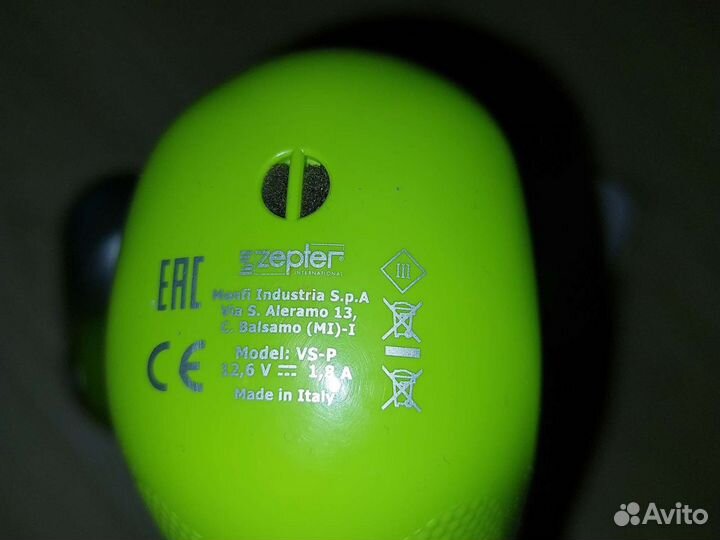 by zepter
INTERNATIONAL
EAC
III
Menfi Industria S.p.A
Via S. Aleramo 13,
C. Balsamo (MI)-I
CE
Model: VS-P
12,6 V 1,8 A
Made in Italy
Avito